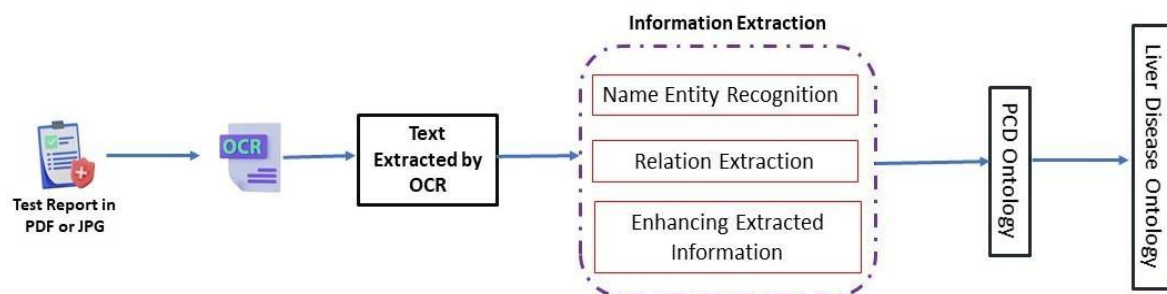 Information Extraction
Test Report in
PDF or JPG
OCR
Text
Extracted by
OCR
Name Entity Recognition
Relation Extraction
Enhancing Extracted
Information
PCD Ontology
Liver Disease Ontology